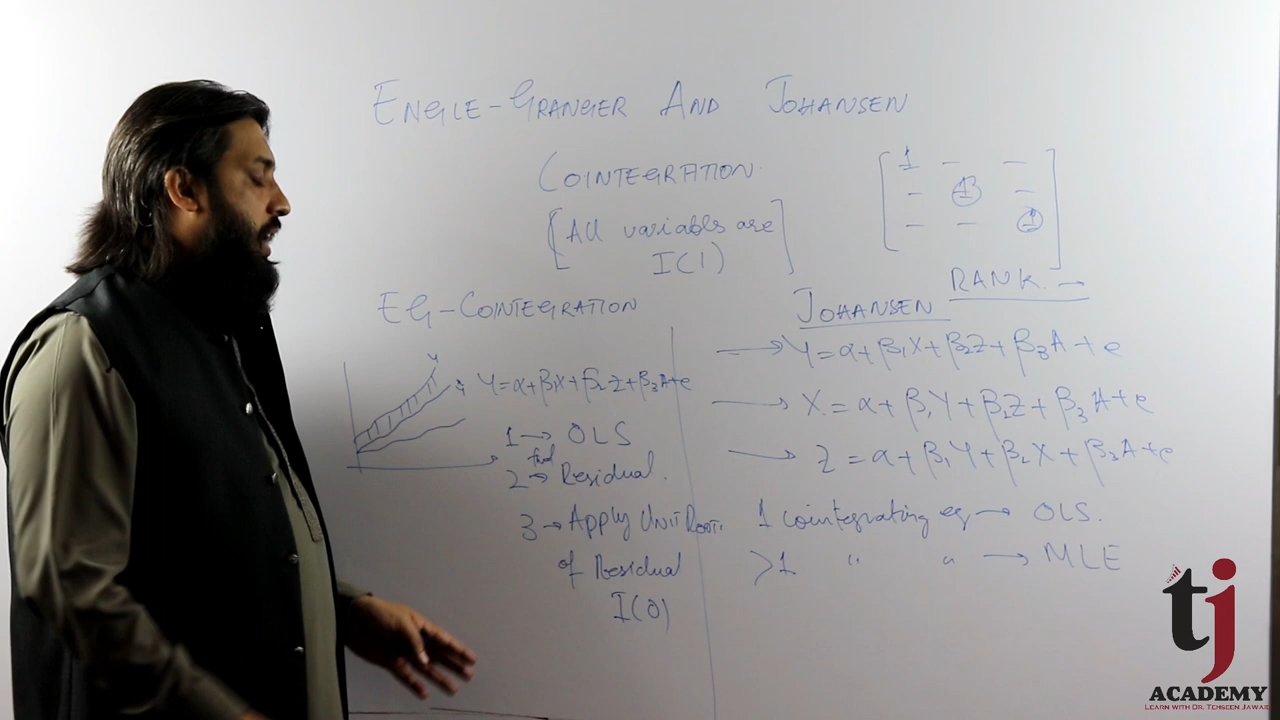 ENGLE-GRANGER AND JOHANSEN
COINTEGRATION
[All variables are
I(1)]
1 — —
— —
— — 1
RANK →
EG-COINTEGRATION
Y
Y=α+β1X+β2Z+β3A+e
1→ OLS
find
2→ Residual.
3→ Apply Unit Root
of Residual
I(0)
JOHANSEN
→ Y=α+β1X+β2Z+β3A+e
→ X=α+β1Y+β2Z+β3A+e
→ Z=α+β1Y+β2X+β3A+e
1 cointegrating eq → OLS.
>1 " " → MLE
tj
ACADEMY
LEARN WITH DR. TEHSEEN JAWAID